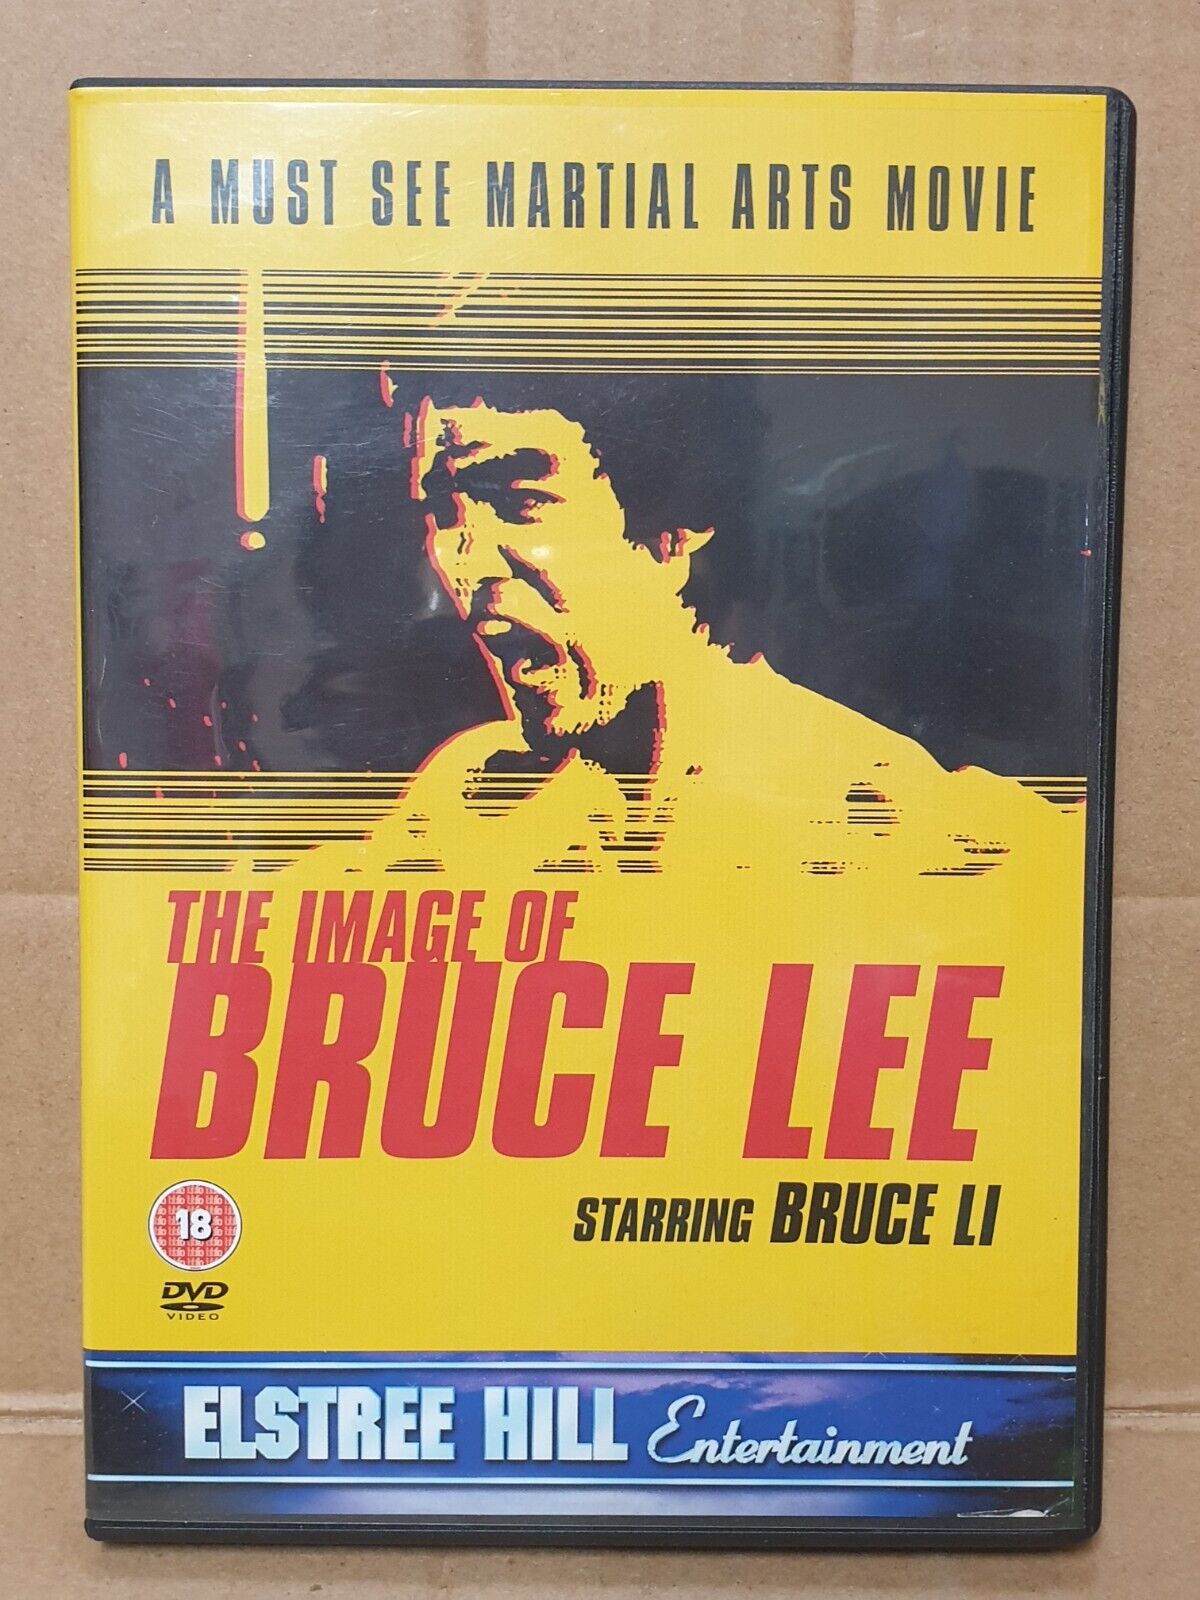 A MUST SEE MARTIAL ARTS MOVIE
THE IMAGE OF
BRUCE LEE
STARRING BRUCE LI
18
DVD
VIDEO
ELSTREE HILL Entertainment